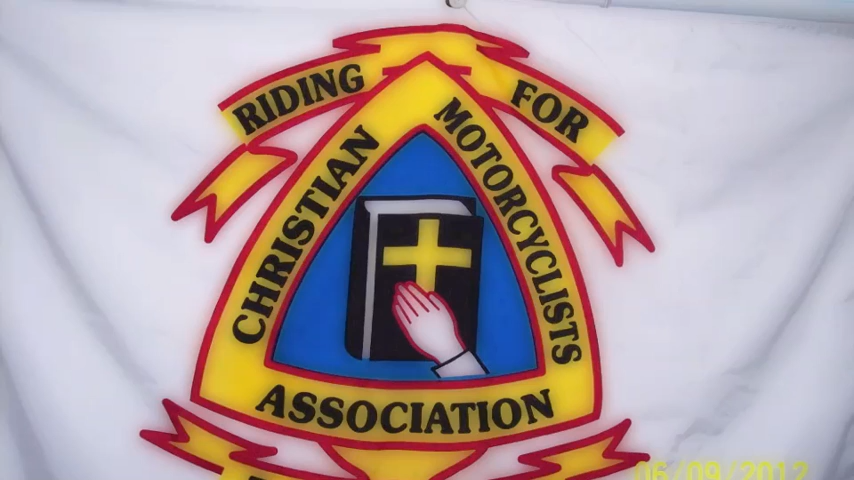 RIDING FOR
CHRISTIAN
MOTORCYCLISTS
ASSOCIATION
06/09/2012